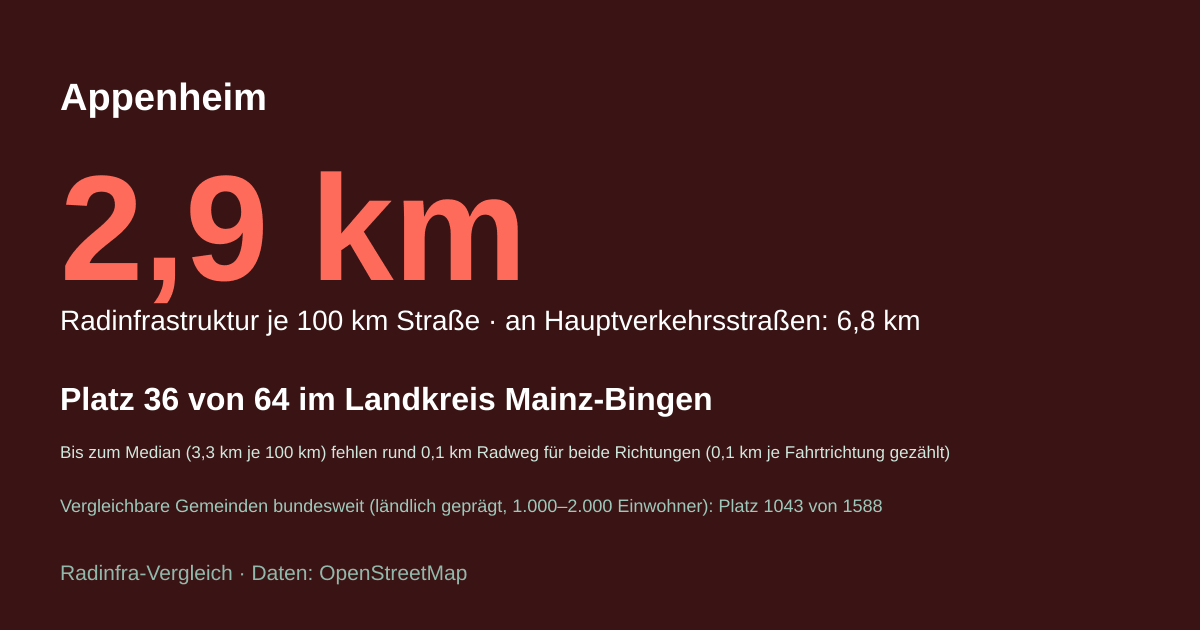 Appenheim
2,9 km
Radinfrastruktur je 100 km Straße · an Hauptverkehrsstraßen: 6,8 km
Platz 36 von 64 im Landkreis Mainz-Bingen
Bis zum Median (3,3 km je 100 km) fehlen rund 0,1 km Radweg für beide Richtungen (0,1 km je Fahrtrichtung gezählt)
Vergleichbare Gemeinden bundesweit (ländlich geprägt, 1.000–2.000 Einwohner): Platz 1043 von 1588
Radinfra-Vergleich · Daten: OpenStreetMap